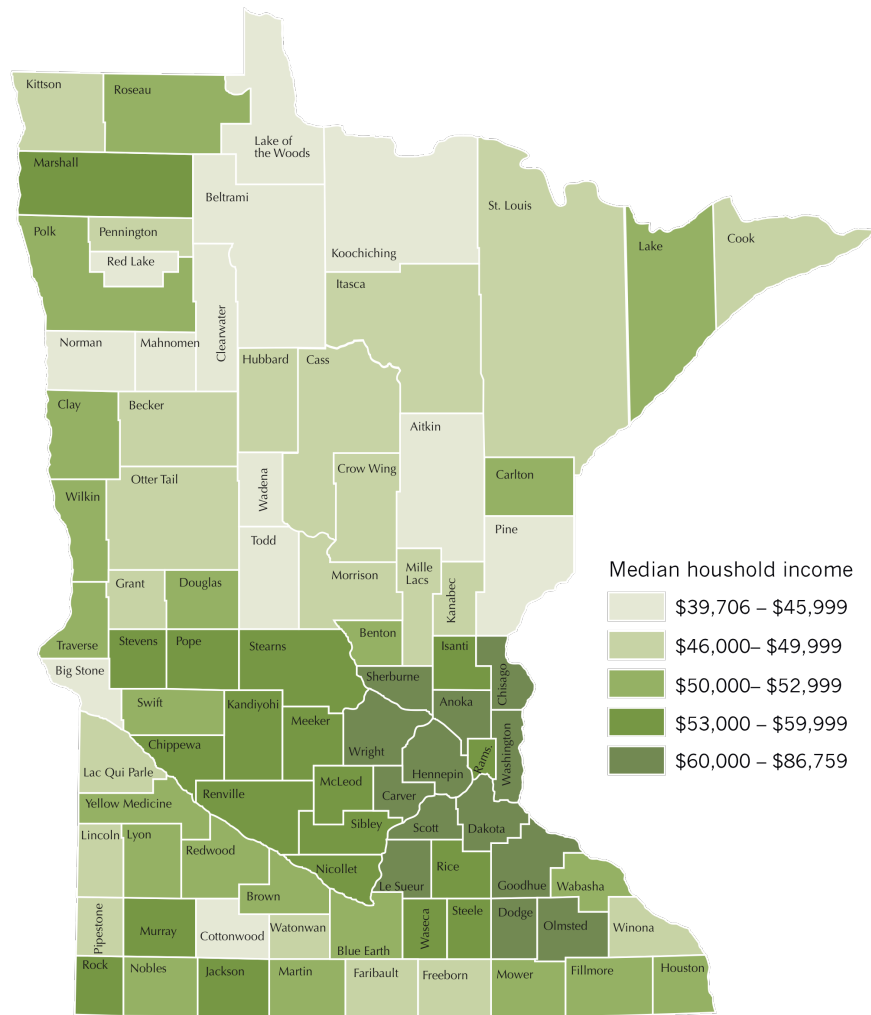 Kittson
Roseau
Lake of
the Woods
Marshall
Beltrami
St. Louis
Polk
Pennington
Koochiching
Lake
Cook
Red Lake
Itasca
Clearwater
Norman
Mahnomen
Hubbard
Cass
Clay
Becker
Aitkin
Crow Wing
Carlton
Otter Tail
Wadena
Wilkin
Todd
Pine
Median houshold income
$39,706 – $45,999
$46,000– $49,999
$50,000– $52,999
$53,000 – $59,999
$60,000 – $86,759
Mille
Lacs
Morrison
Kanabec
Grant
Douglas
Traverse
Stevens
Pope
Stearns
Benton
Isanti
Big Stone
Sherburne
Chisago
Swift
Kandiyohi
Anoka
Meeker
Chippewa
Wright
Washington
Rams.
Lac Qui Parle
Hennepin
McLeod
Renville
Carver
Yellow Medicine
Sibley
Scott
Dakota
Lincoln
Lyon
Redwood
Nicollet
Rice
Le Sueur
Goodhue
Wabasha
Brown
Pipestone
Murray
Cottonwood
Watonwan
Blue Earth
Waseca
Steele
Dodge
Olmsted
Winona
Rock
Nobles
Jackson
Martin
Faribault
Freeborn
Mower
Fillmore
Houston